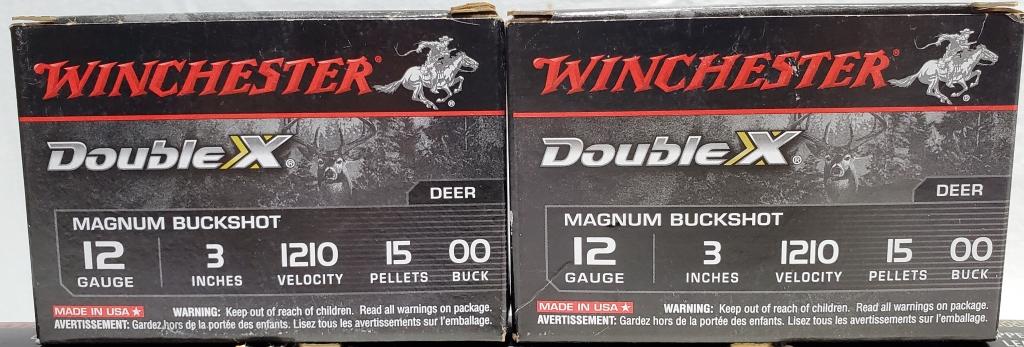 WINCHESTER®
®
Double X®
DEER
MAGNUM BUCKSHOT
12 3 1210 15 00
GAUGE INCHES VELOCITY PELLETS BUCK
MADE IN USA★ WARNING: Keep out of reach of children. Read all warnings on package.
AVERTISSEMENT: Gardez hors de la portée des enfants. Lisez tous les avertissements sur l'emballage.
WINCHESTER®
®
Double X®
DEER
MAGNUM BUCKSHOT
12 3 1210 15 00
GAUGE INCHES VELOCITY PELLETS BUCK
MADE IN USA★ WARNING: Keep out of reach of children. Read all warnings on package.
AVERTISSEMENT: Gardez hors de la portée des enfants. Lisez tous les avertissements sur l'emballage.